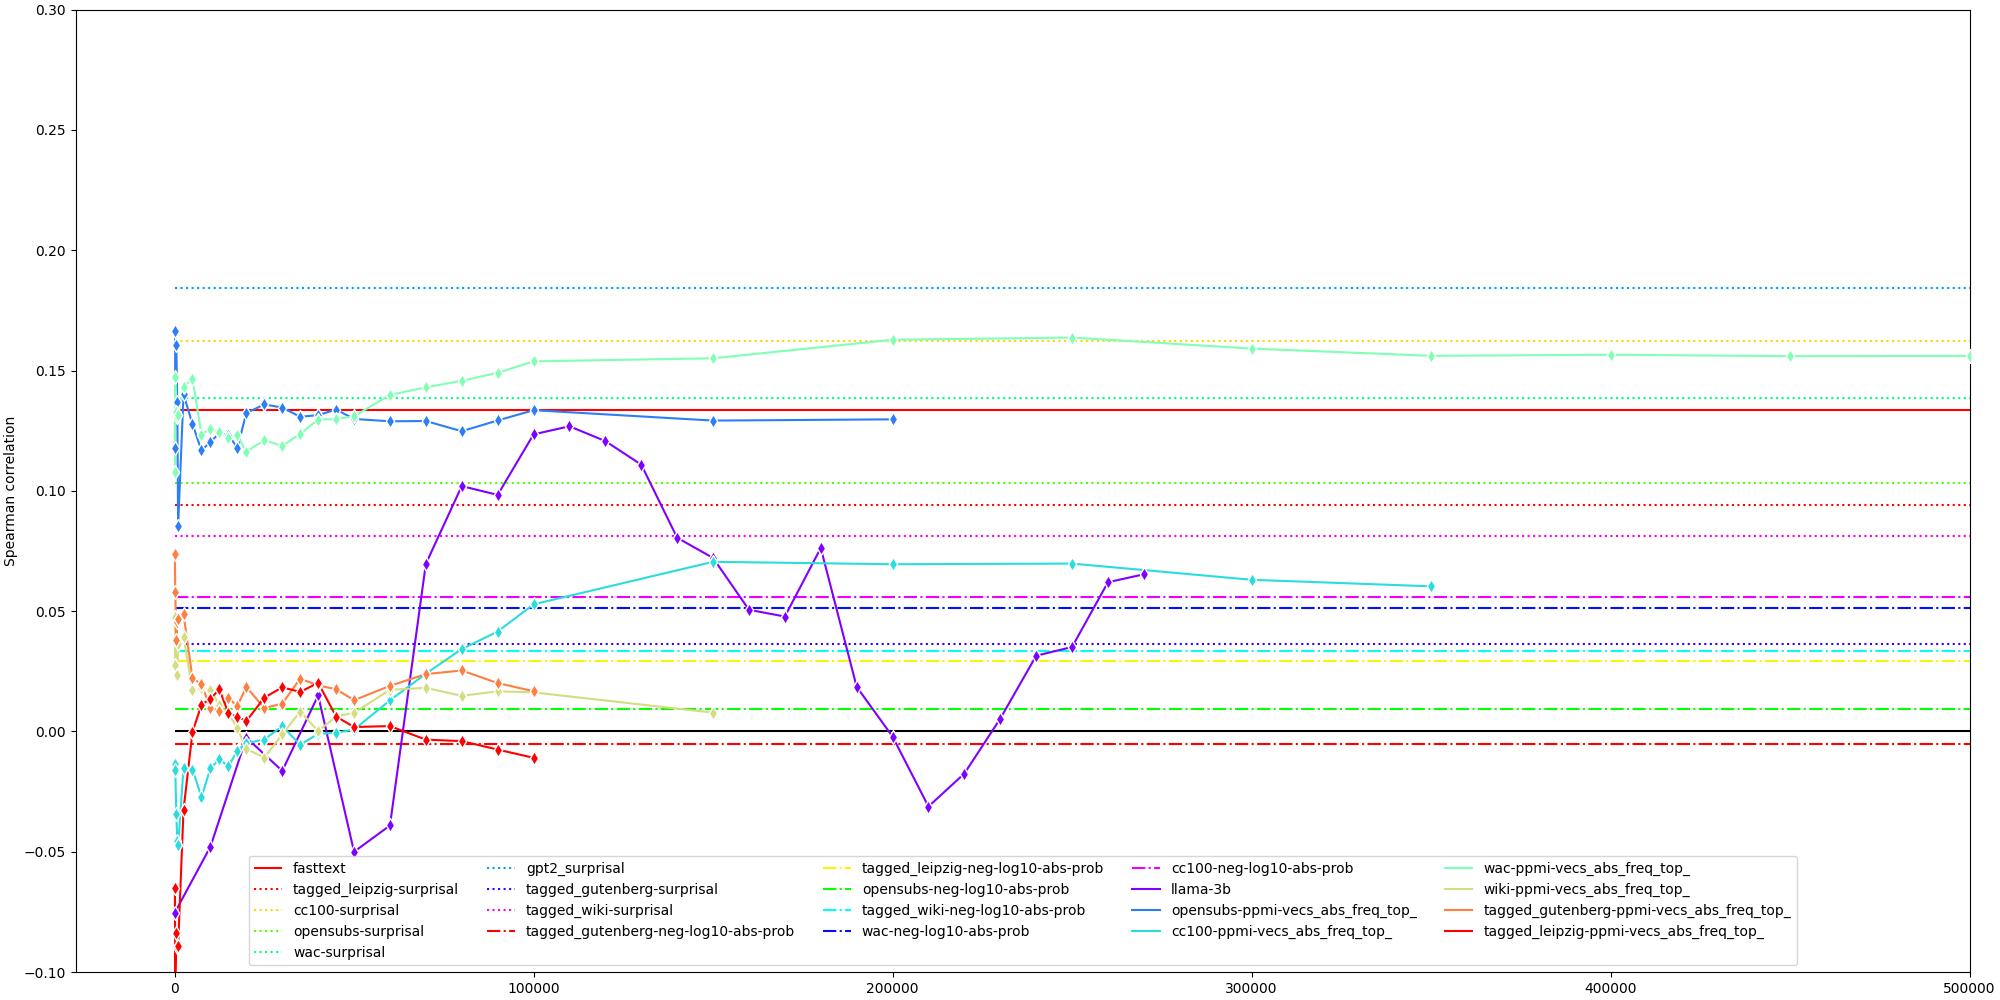 0.30
0.25
0.20
0.15
0.10
0.05
0.00
−0.05
−0.10
Spearman correlation
0
100000
200000
300000
400000
500000
fasttext
tagged_leipzig-surprisal
cc100-surprisal
opensubs-surprisal
wac-surprisal
gpt2_surprisal
tagged_gutenberg-surprisal
tagged_wiki-surprisal
tagged_gutenberg-neg-log10-abs-prob
tagged_leipzig-neg-log10-abs-prob
opensubs-neg-log10-abs-prob
tagged_wiki-neg-log10-abs-prob
wac-neg-log10-abs-prob
cc100-neg-log10-abs-prob
llama-3b
opensubs-ppmi-vecs_abs_freq_top_
cc100-ppmi-vecs_abs_freq_top_
wac-ppmi-vecs_abs_freq_top_
wiki-ppmi-vecs_abs_freq_top_
tagged_gutenberg-ppmi-vecs_abs_freq_top_
tagged_leipzig-ppmi-vecs_abs_freq_top_